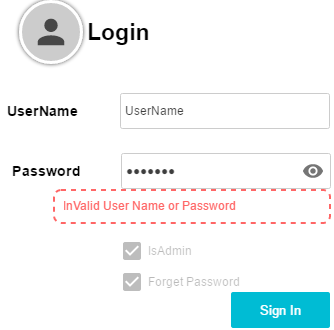 Login
UserName UserName
Password •••••••
InValid User Name or Password
IsAdmin
Forget Password
Sign In